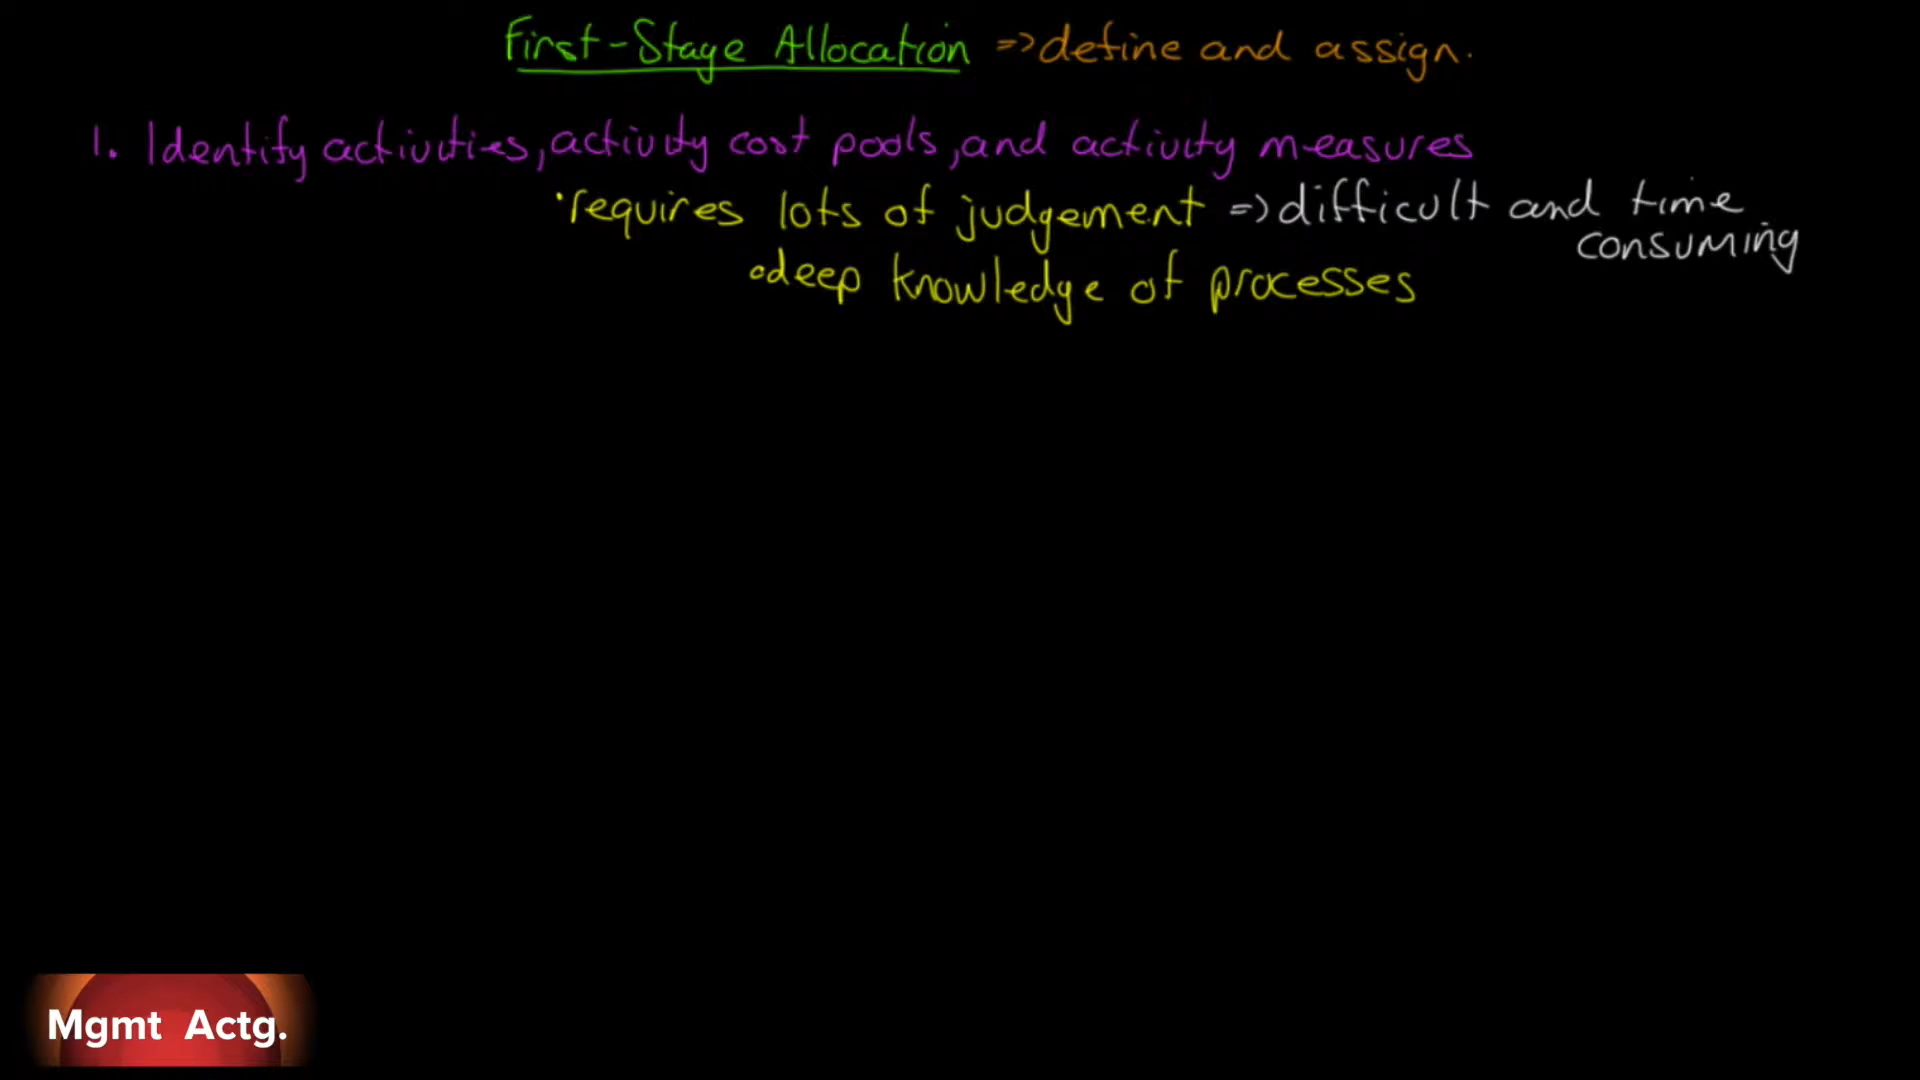 First-Stage Allocation => define and assign.
1. Identify activities, activity cost pools, and activity measures
• requires lots of judgement => difficult and time
consuming
• deep knowledge of processes
Mgmt Actg.